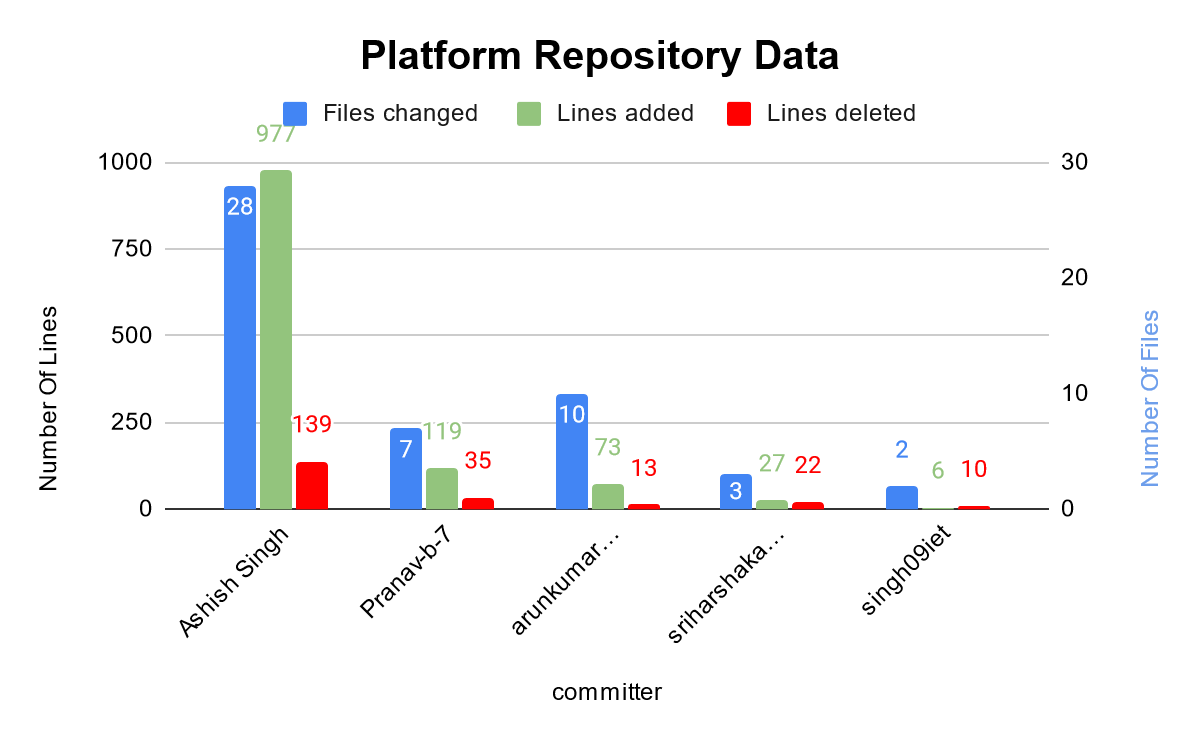 Platform Repository Data
Files changed Lines added Lines deleted
977
1000 30
28
750
20
Number Of Lines
500
Number Of Files
10
250
139
7 119 35
10 73 13
3 27 22
2 6 10
0 0
Ashish Singh
Pranav-b-7
arunkumar…
sriharshaka…
singh09iet
committer